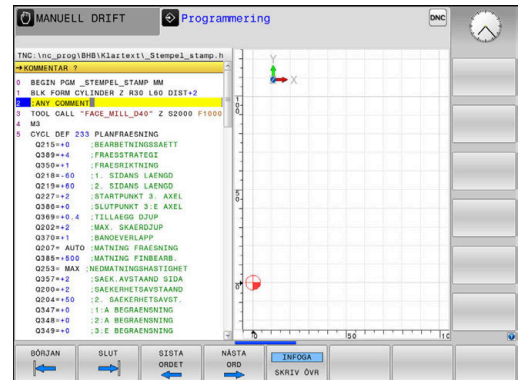 MANUELL DRIFT
Programmering
DNC
TNC:\nc_prog\BHB\Klartext\_Stempel_stamp.h
→KOMMENTAR ?
0 BEGIN PGM _STEMPEL_STAMP MM
1 BLK FORM CYLINDER Z R30 L60 DIST+2
2 ;ANY COMMENT
3 TOOL CALL "FACE_MILL_D40" Z S2000 F1000
4 M3
5 CYCL DEF 233 PLANFRAESNING
Q215=+0 ;BEARBETNINGSSAETT
Q389=+4 ;FRAESSTRATEGI
Q350=+1 ;FRAESRIKTNING
Q218=-60 ;1. SIDANS LAENGD
Q219=+60 ;2. SIDANS LAENGD
Q227=+2 ;STARTPUNKT 3. AXEL
Q386=+0 ;SLUTPUNKT 3:E AXEL
Q369=+0.4 ;TILLAEGG DJUP
Q202=+2 ;MAX. SKAERDJUP
Q370=+1 ;BANOEVERLAPP
Q207= AUTO ;MATNING FRAESNING
Q385=+500 ;MATNING FINBEARB.
Q253= MAX ;NEDMATNINGSHASTIGHET
Q357=+2 ;SAEK.AVSTAAND SIDA
Q200=+2 ;SAEKERHETSAVSTAAND
Q204=+50 ;2. SAEKERHETSAVST.
Q347=+0 ;1:A BEGRAENSNING
Q348=+0 ;2:A BEGRAENSNING
Q349=+0 ;3:E BEGRAENSNING
Y
X
100
50
0
0
50
10
BÖRJAN
SLUT
SISTA ORDET
NÄSTA ORD
INFOGA
SKRIV ÖVR